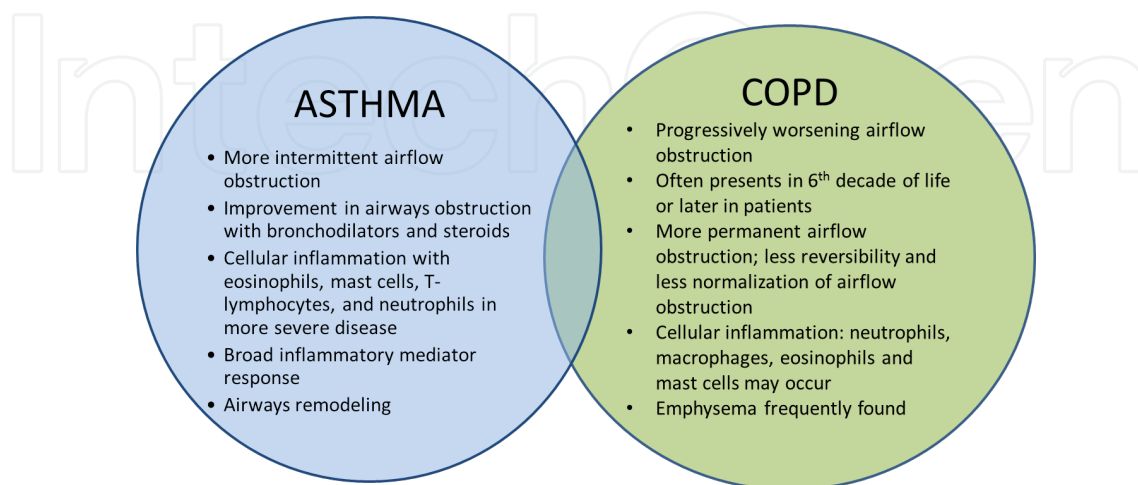 IntechOpen
ASTHMA
• More intermittent airflow
obstruction
• Improvement in airways obstruction
with bronchodilators and steroids
• Cellular inflammation with
eosinophils, mast cells, T-
lymphocytes, and neutrophils in
more severe disease
• Broad inflammatory mediator
response
• Airways remodeling
COPD
• Progressively worsening airflow
obstruction
• Often presents in 6th decade of life
or later in patients
• More permanent airflow
obstruction; less reversibility and
less normalization of airflow
obstruction
• Cellular inflammation: neutrophils,
macrophages, eosinophils and
mast cells may occur
• Emphysema frequently found